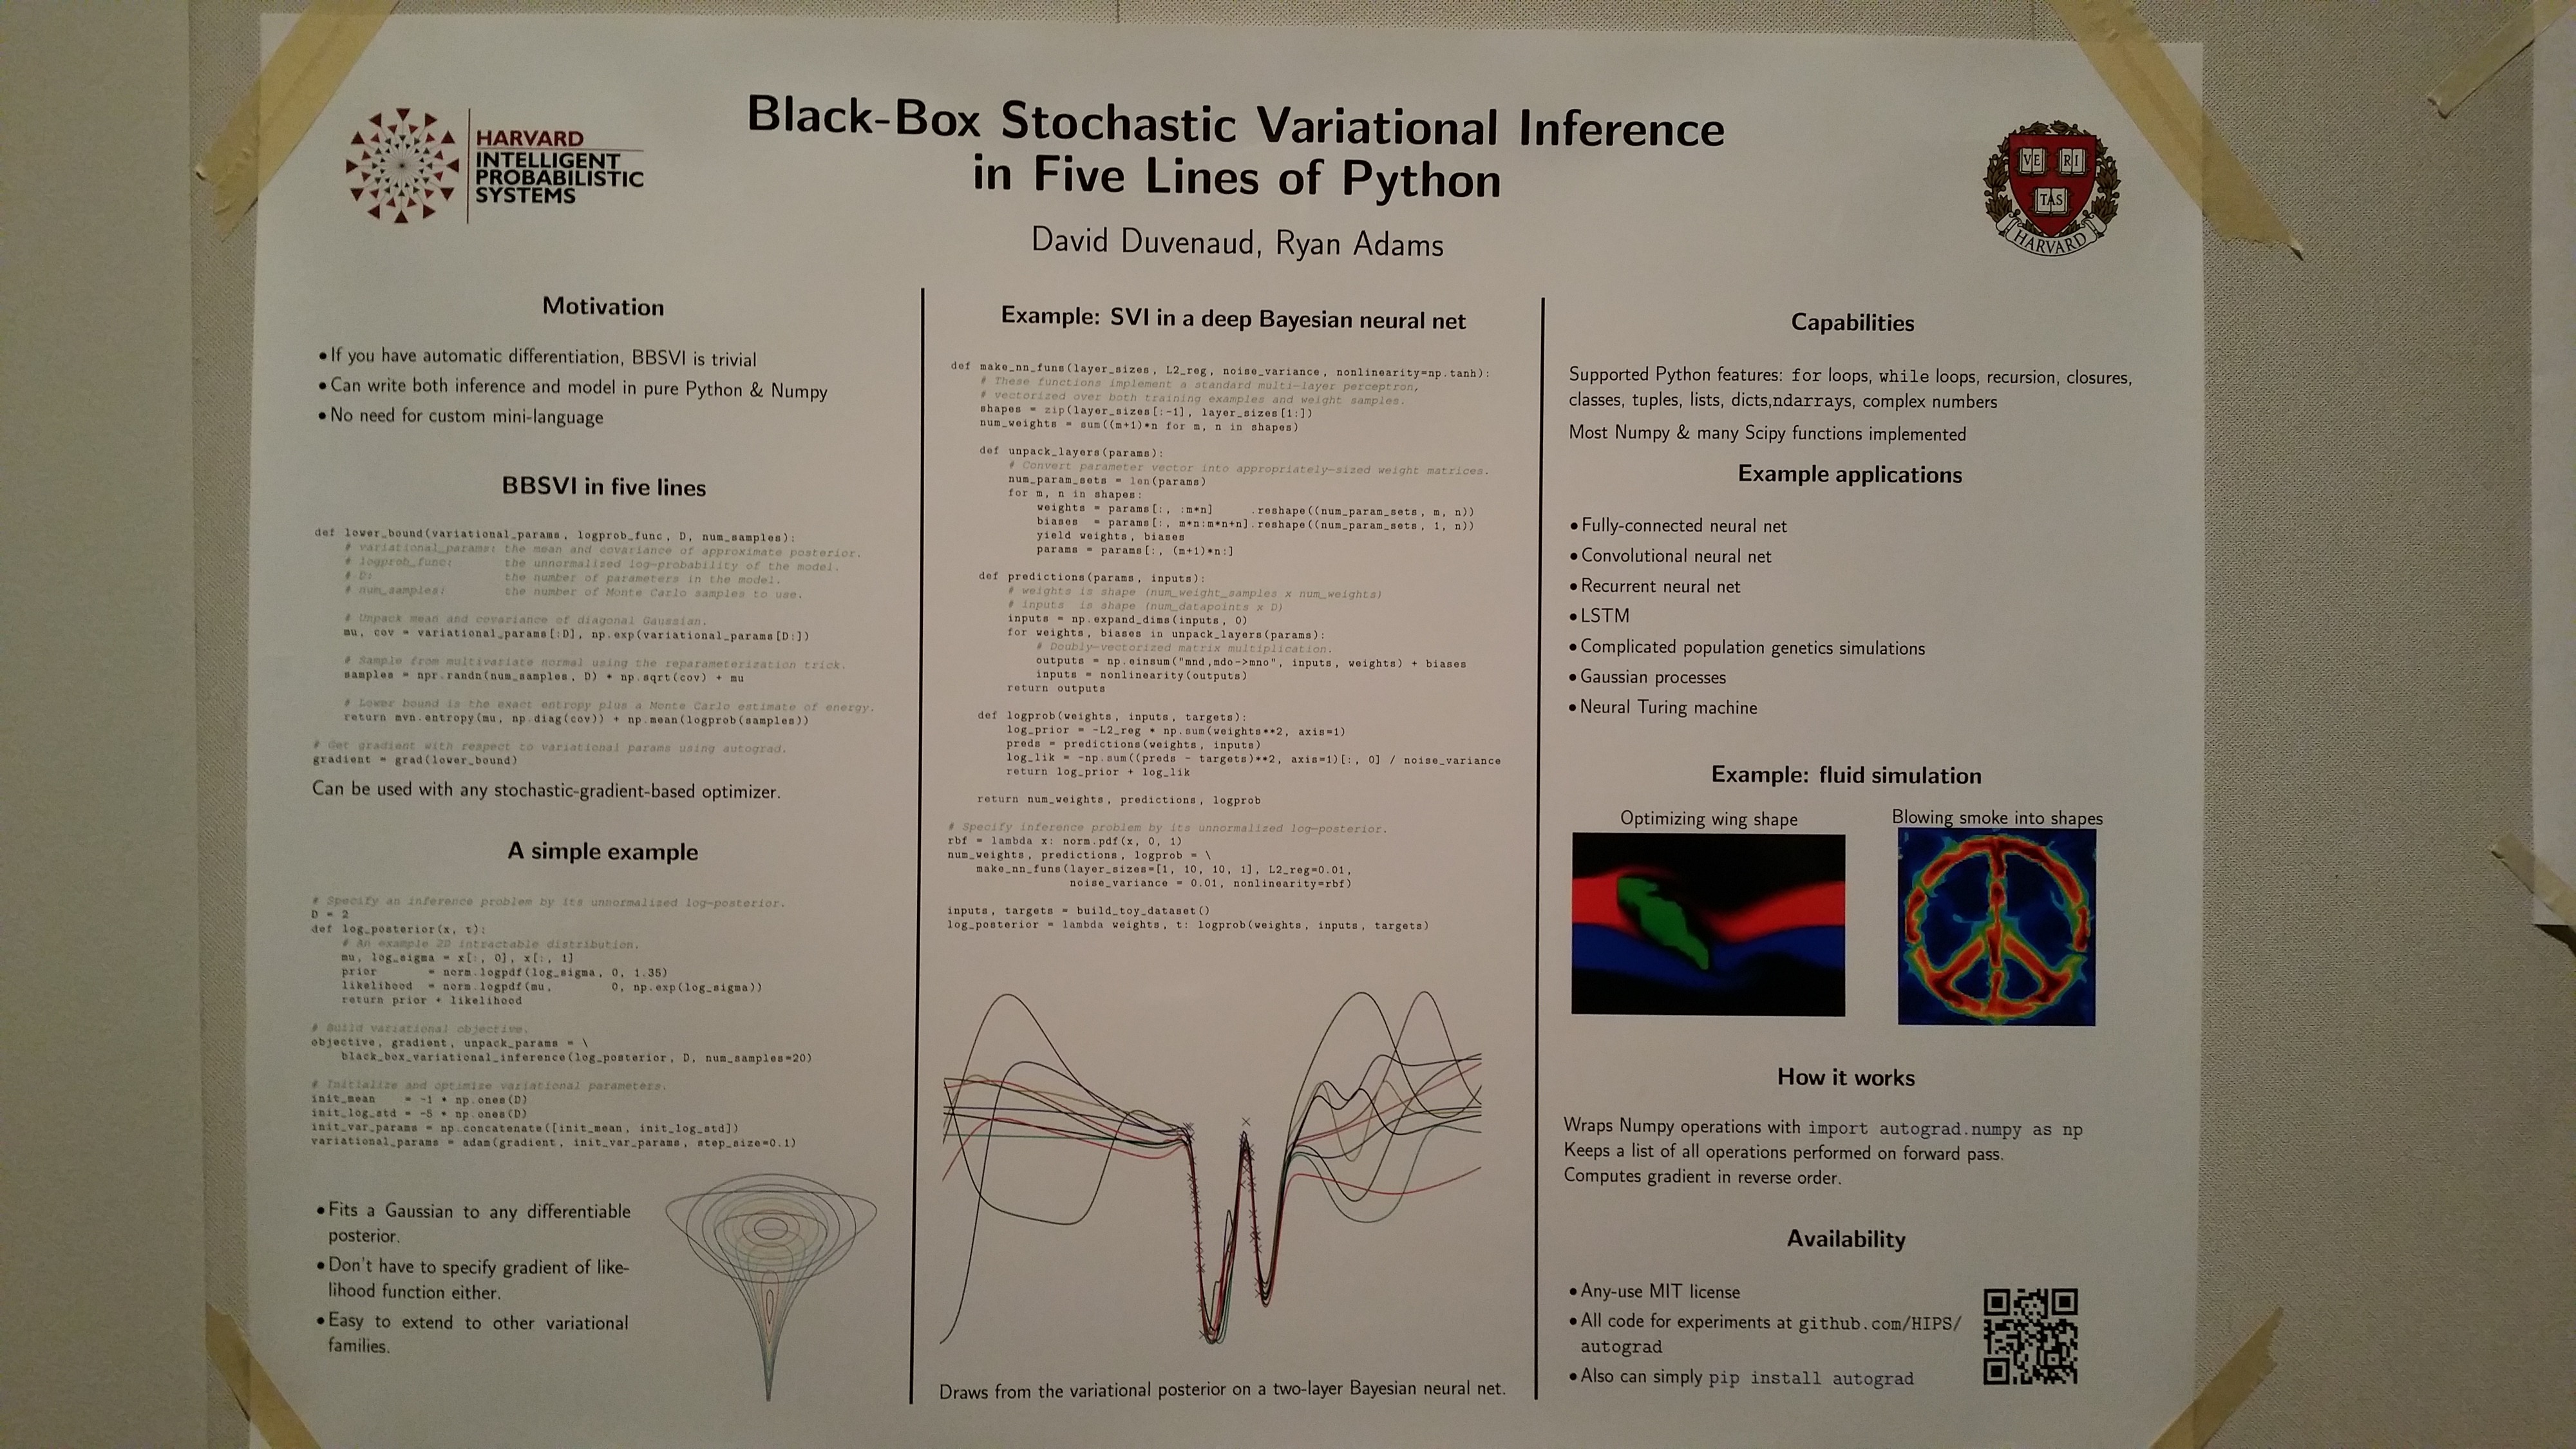 HARVARD
INTELLIGENT
PROBABILISTIC
SYSTEMS
Black-Box Stochastic Variational Inference
in Five Lines of Python
David Duvenaud, Ryan Adams
VE RI
TAS
HARVARD
Motivation
• If you have automatic differentiation, BBSVI is trivial
• Can write both inference and model in pure Python & Numpy
• No need for custom mini-language
BBSVI in five lines
def lower_bound(variational_params, logprob_func, D, num_samples):
# variational_params: the mean and covariance of approximate posterior.
# logprob_func: the unnormalized log-probability of the model.
# D: the number of parameters in the model.
# num_samples: the number of Monte Carlo samples to use.
# Unpack mean and covariance of diagonal Gaussian.
mu, cov = variational_params[:D], np.exp(variational_params[D:])
# Sample from multivariate normal using the reparameterization trick.
samples = npr.randn(num_samples, D) * np.sqrt(cov) + mu
# Lower bound is the exact entropy plus a Monte Carlo estimate of energy.
return mvn.entropy(mu, np.diag(cov)) + np.mean(logprob(samples))
# Get gradient with respect to variational params using autograd.
gradient = grad(lower_bound)
Can be used with any stochastic-gradient-based optimizer.
A simple example
# Specify an inference problem by its unnormalized log-posterior.
D = 2
def log_posterior(x, t):
# An example 2D intractable distribution.
mu, log_sigma = x[:, 0], x[:, 1]
prior = norm.logpdf(log_sigma, 0, 1.35)
likelihood = norm.logpdf(mu, 0, np.exp(log_sigma))
return prior + likelihood
# Build variational objective.
objective, gradient, unpack_params = \
black_box_variational_inference(log_posterior, D, num_samples=20)
# Initialize and optimize variational parameters.
init_mean = -1 * np.ones(D)
init_log_std = -5 * np.ones(D)
init_var_params = np.concatenate([init_mean, init_log_std])
variational_params = adam(gradient, init_var_params, step_size=0.1)
• Fits a Gaussian to any differentiable
posterior.
• Don't have to specify gradient of like-
lihood function either.
• Easy to extend to other variational
families.
Example: SVI in a deep Bayesian neural net
def make_nn_funs(layer_sizes, L2_reg, noise_variance, nonlinearity=np.tanh):
# These functions implement a standard multi-layer perceptron,
# vectorized over both training examples and weight samples.
shapes = zip(layer_sizes[:-1], layer_sizes[1:])
num_weights = sum((m+1)*n for m, n in shapes)
def unpack_layers(params):
# Convert parameter vector into appropriately-sized weight matrices.
num_param_sets = len(params)
for m, n in shapes:
weights = params[:, :m*n] .reshape((num_param_sets, m, n))
biases = params[:, m*n:m*n+n].reshape((num_param_sets, 1, n))
yield weights, biases
params = params[:, (m+1)*n:]
def predictions(params, inputs):
# weights is shape (num_weight_samples x num_weights)
# inputs is shape (num_datapoints x D)
inputs = np.expand_dims(inputs, 0)
for weights, biases in unpack_layers(params):
# Doubly-vectorized matrix multiplication.
outputs = np.einsum("mnd,mdo->mno", inputs, weights) + biases
inputs = nonlinearity(outputs)
return outputs
def logprob(weights, inputs, targets):
log_prior = -L2_reg * np.sum(weights**2, axis=1)
preds = predictions(weights, inputs)
log_lik = -np.sum((preds - targets)**2, axis=1)[:, 0] / noise_variance
return log_prior + log_lik
return num_weights, predictions, logprob
# Specify inference problem by its unnormalized log-posterior.
rbf = lambda x: norm.pdf(x, 0, 1)
num_weights, predictions, logprob = \
make_nn_funs(layer_sizes=[1, 10, 10, 1], L2_reg=0.01,
noise_variance = 0.01, nonlinearity=rbf)
inputs, targets = build_toy_dataset()
log_posterior = lambda weights, t: logprob(weights, inputs, targets)
Draws from the variational posterior on a two-layer Bayesian neural net.
Capabilities
Supported Python features: for loops, while loops, recursion, closures,
classes, tuples, lists, dicts,ndarrays, complex numbers
Most Numpy & many Scipy functions implemented
Example applications
• Fully-connected neural net
• Convolutional neural net
• Recurrent neural net
• LSTM
• Complicated population genetics simulations
• Gaussian processes
• Neural Turing machine
Example: fluid simulation
Optimizing wing shape
Blowing smoke into shapes
How it works
Wraps Numpy operations with import autograd.numpy as np
Keeps a list of all operations performed on forward pass.
Computes gradient in reverse order.
Availability
• Any-use MIT license
• All code for experiments at github.com/HIPS/
autograd
• Also can simply pip install autograd